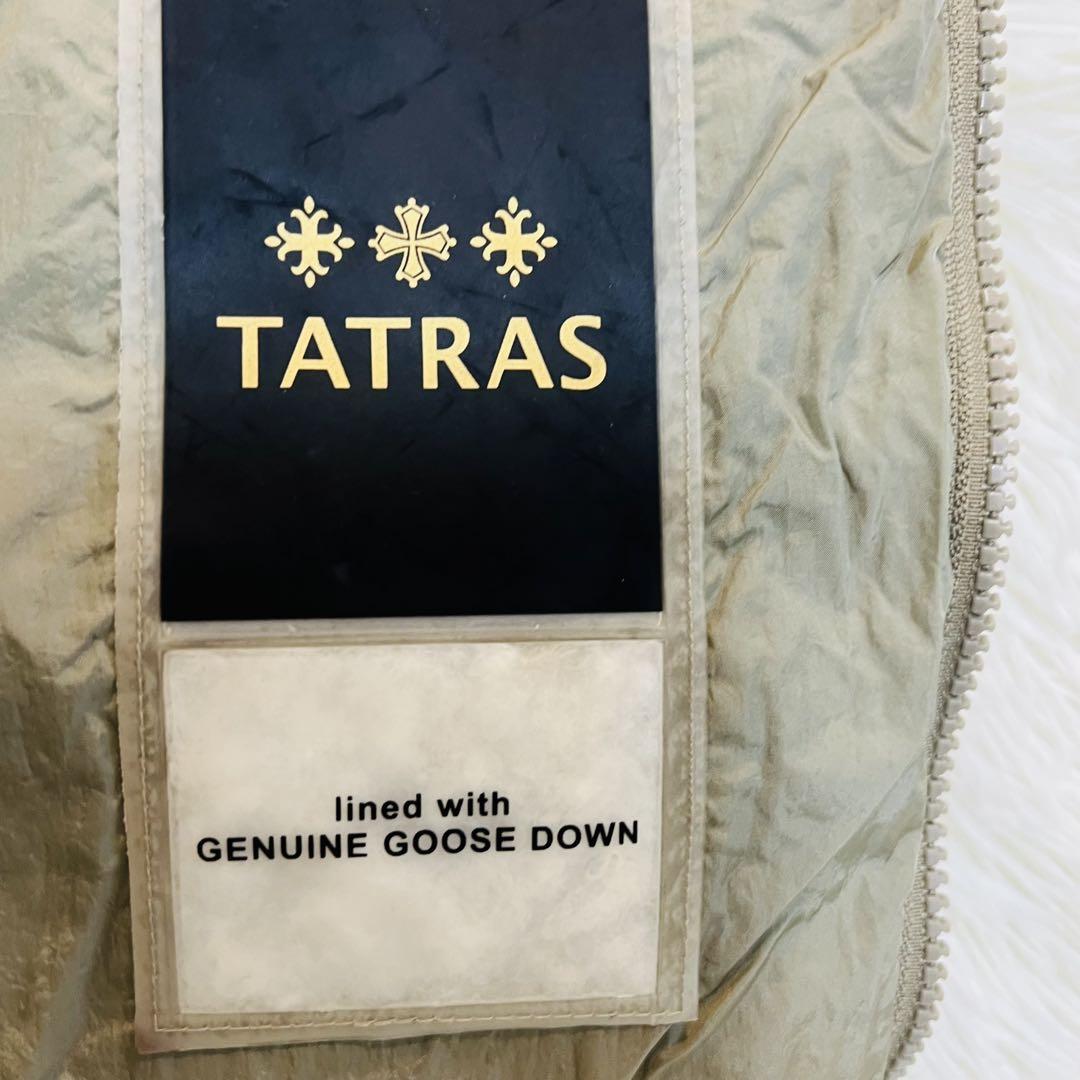 TATRAS
lined with
GENUINE GOOSE DOWN